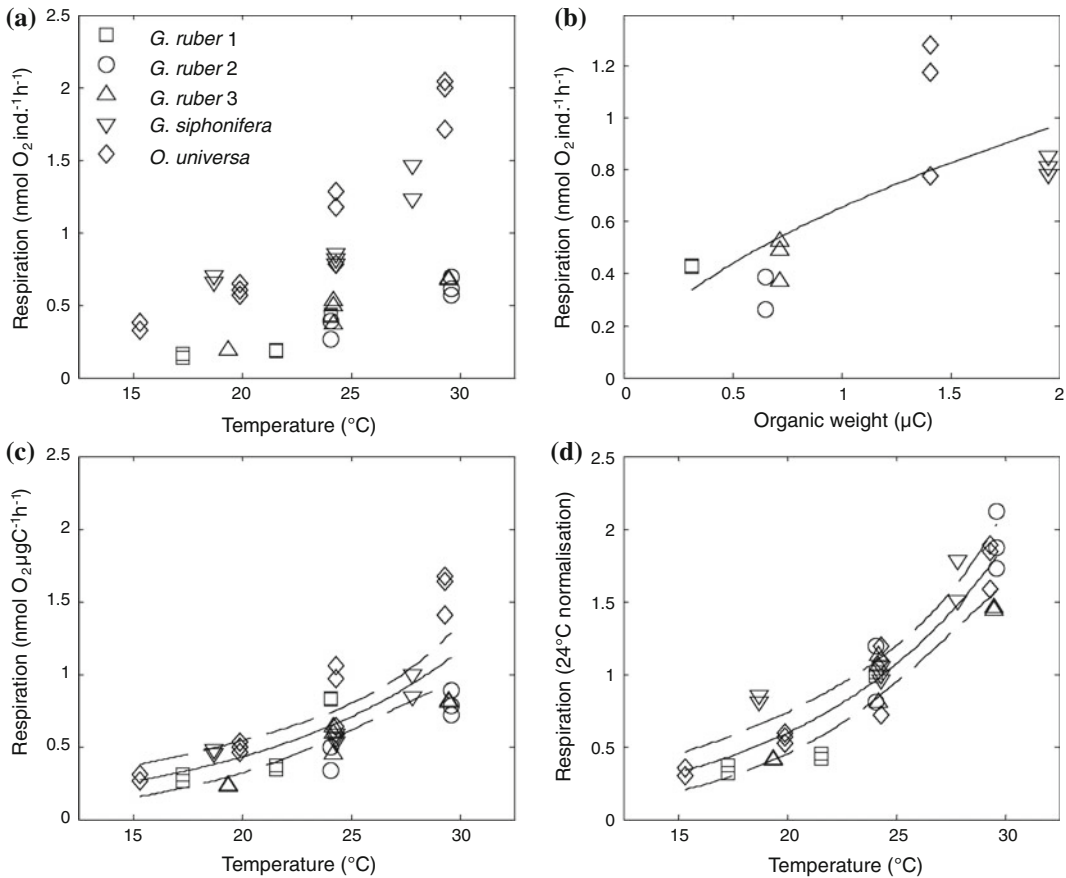 (a)
2.5
2
1.5
1
0.5
0
Respiration (nmol O₂ ind.⁻¹h⁻¹)
G. ruber 1
G. ruber 2
G. ruber 3
G. siphonifera
O. universa
15 20 25 30
Temperature (°C)
(b)
1.2
1
0.8
0.6
0.4
0.2
0
Respiration (nmol O₂ ind.⁻¹h⁻¹)
0 0.5 1 1.5 2
Organic weight (µC)
(c)
2.5
2
1.5
1
0.5
0
Respiration (nmol O₂ µgC⁻¹h⁻¹)
15 20 25 30
Temperature (°C)
(d)
2.5
2
1.5
1
0.5
0
Respiration (24°C normalisation)
15 20 25 30
Temperature (°C)